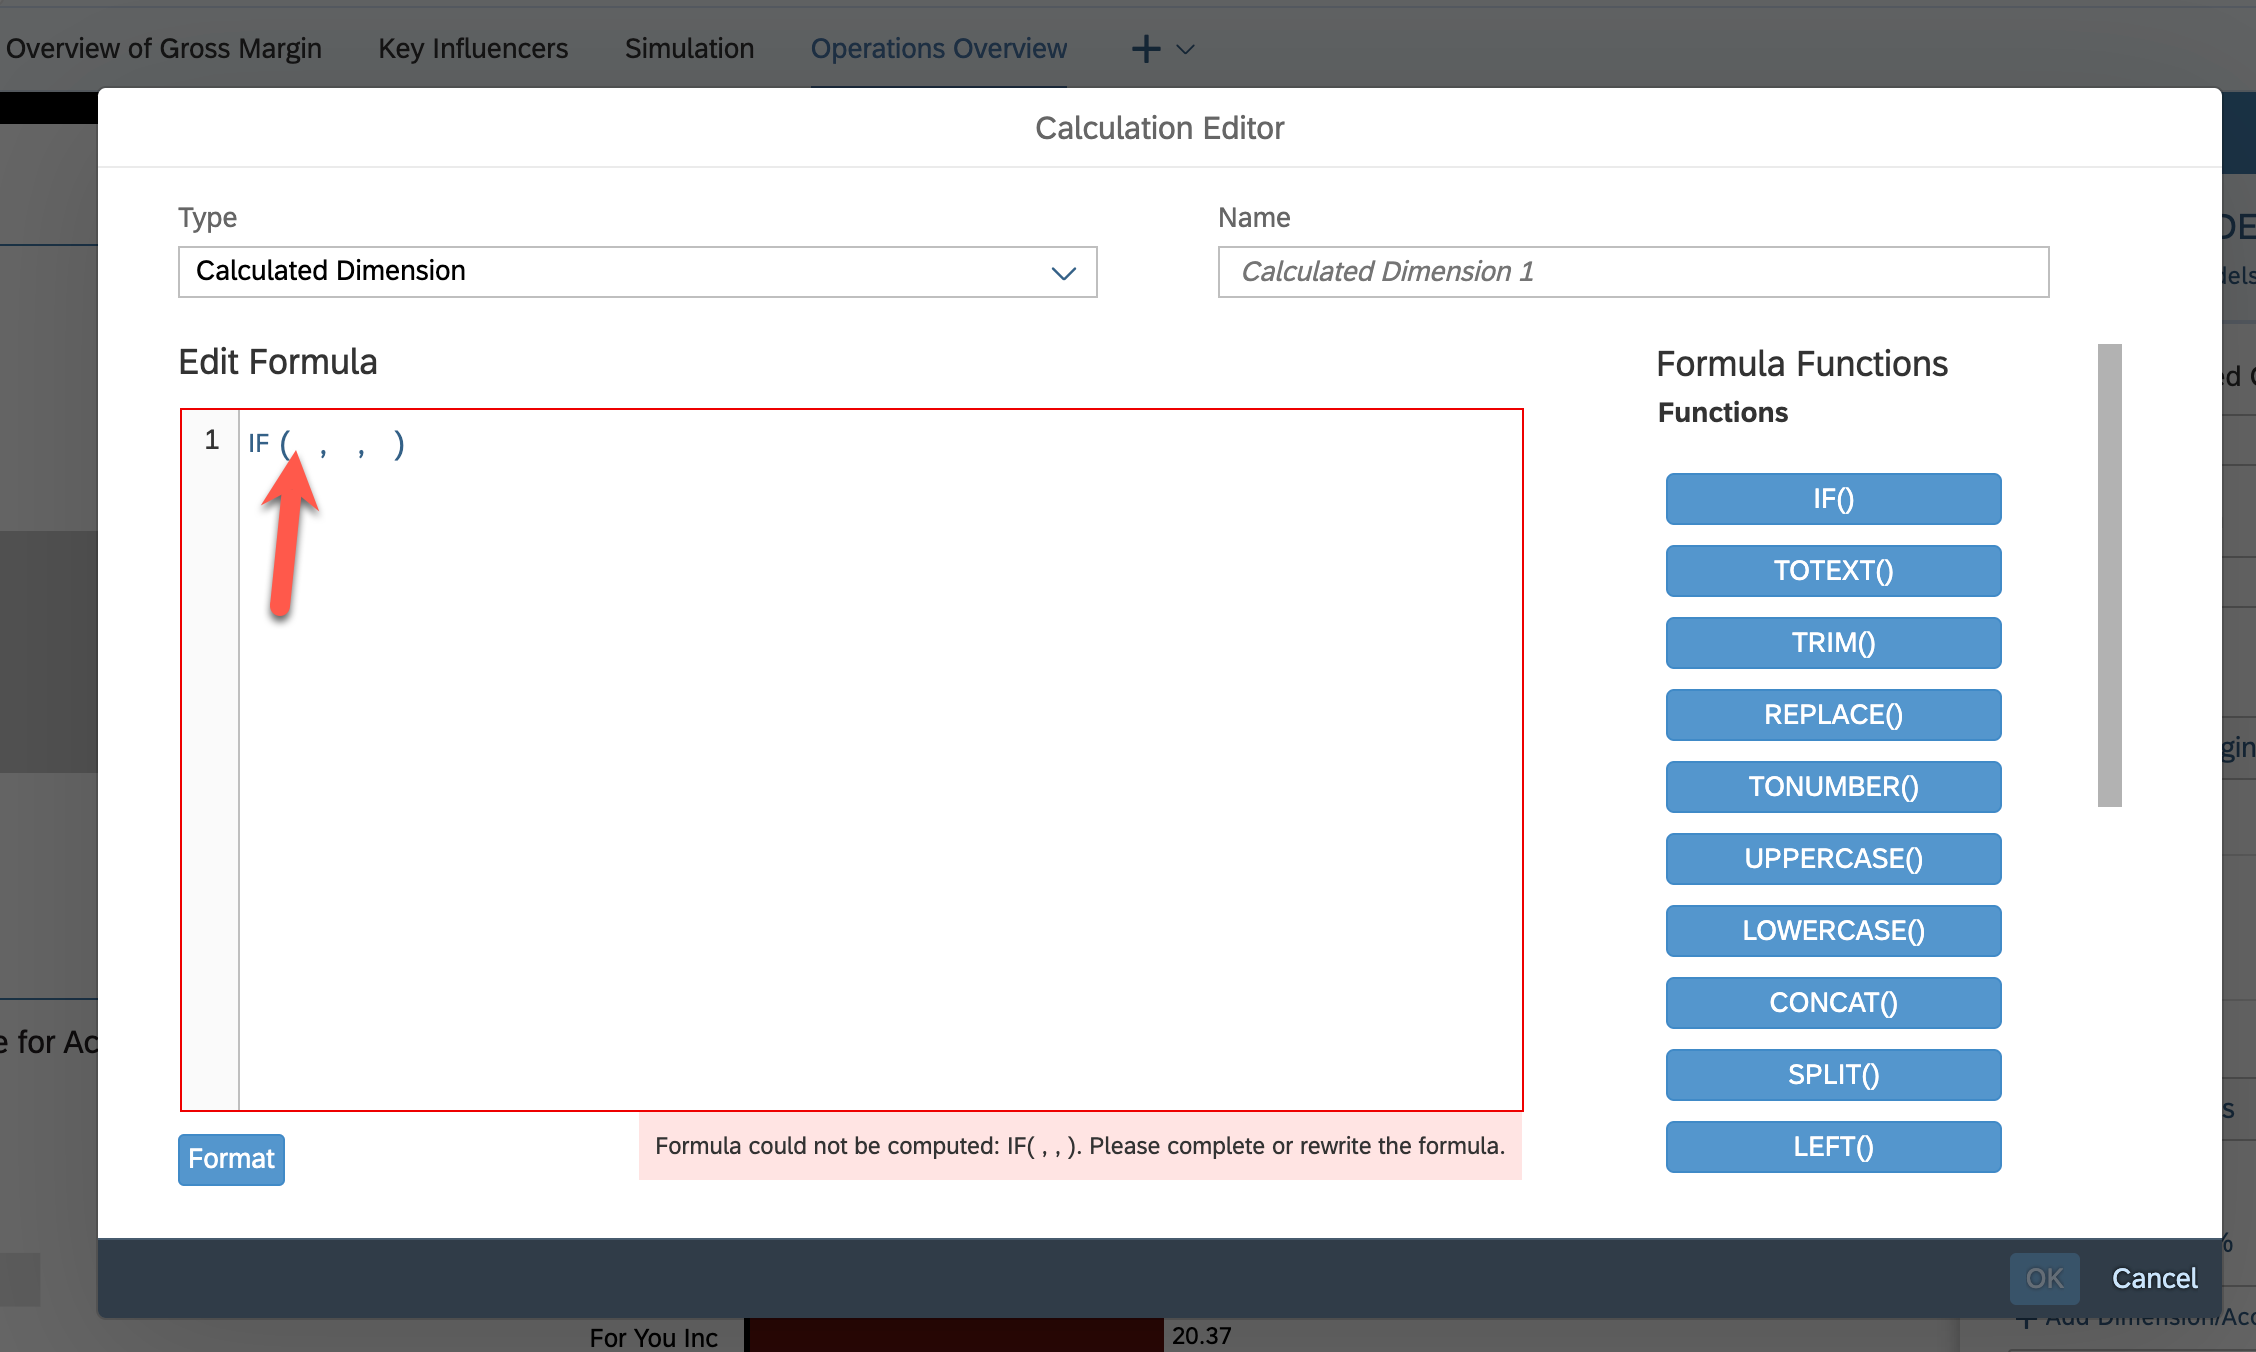 Overview of Gross Margin Key Influencers Simulation Operations Overview
Calculation Editor
Type
Name
Calculated Dimension
Calculated Dimension 1
Edit Formula
Formula Functions
Functions
1 IF ( , , )
IF()
TOTEXT()
TRIM()
REPLACE()
TONUMBER()
UPPERCASE()
LOWERCASE()
CONCAT()
SPLIT()
LEFT()
e for Ac
Formula could not be computed: IF( , , ). Please complete or rewrite the formula.
Format
OK Cancel
For You Inc 20.37